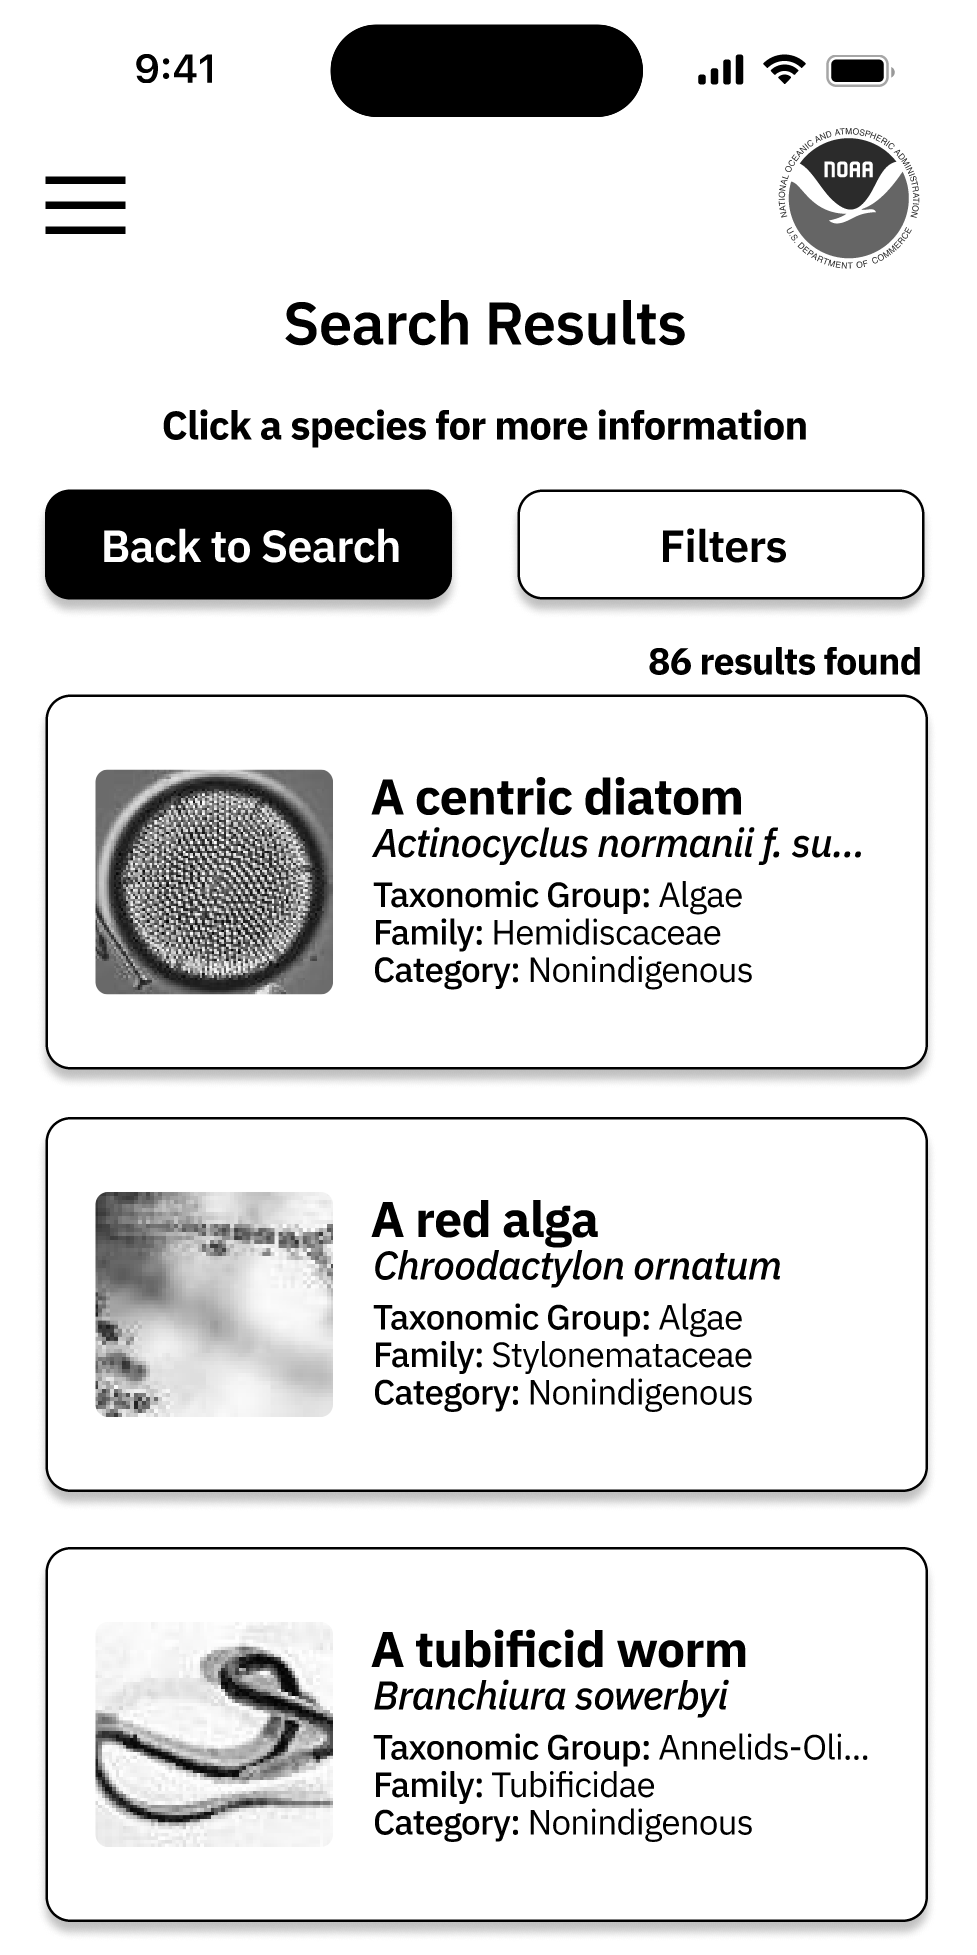 9:41
NATIONAL OCEANIC AND ATMOSPHERIC ADMINISTRATION
NOAA
U.S. DEPARTMENT OF COMMERCE
Search Results
Click a species for more information
Back to Search
Filters
86 results found
A centric diatom
Actinocyclus normanii f. su...
Taxonomic Group: Algae
Family: Hemidiscaceae
Category: Nonindigenous
A red alga
Chroodactylon ornatum
Taxonomic Group: Algae
Family: Stylonemataceae
Category: Nonindigenous
A tubificid worm
Branchiura sowerbyi
Taxonomic Group: Annelids-Oli...
Family: Tubificidae
Category: Nonindigenous